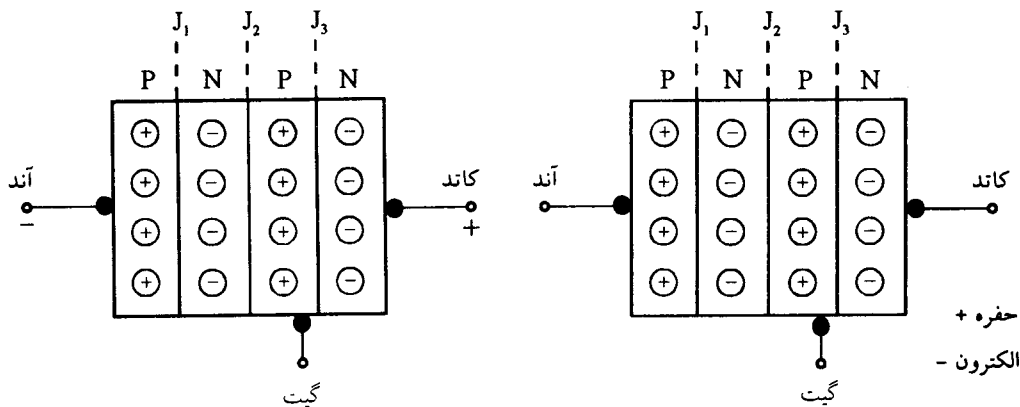 J₁ J₂ J₃
P N P N
+ - + -
+ - + -
+ - + -
+ - + -
آند
-
کاتد
+
گیت
J₁ J₂ J₃
P N P N
+ - + -
+ - + -
+ - + -
+ - + -
آند
کاتد
گیت
حفره +
الکترون -